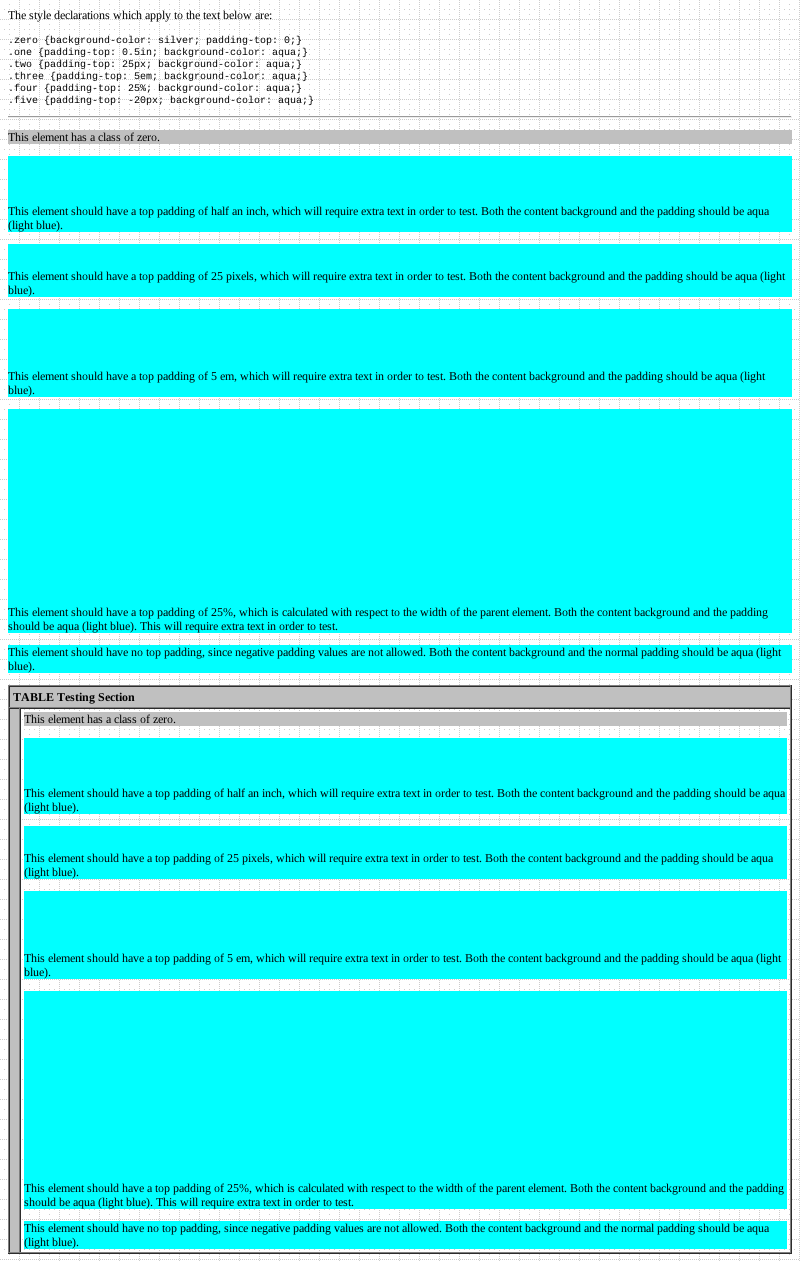 The style declarations which apply to the text below are:
.zero {background-color: silver; padding-top: 0;}
.one {padding-top: 0.5in; background-color: aqua;}
.two {padding-top: 25px; background-color: aqua;}
.three {padding-top: 5em; background-color: aqua;}
.four {padding-top: 25%; background-color: aqua;}
.five {padding-top: -20px; background-color: aqua;}
This element has a class of zero.
This element should have a top padding of half an inch, which will require extra text in order to test. Both the content background and the padding should be aqua
(light blue).
This element should have a top padding of 25 pixels, which will require extra text in order to test. Both the content background and the padding should be aqua (light
blue).
This element should have a top padding of 5 em, which will require extra text in order to test. Both the content background and the padding should be aqua (light
blue).
This element should have a top padding of 25%, which is calculated with respect to the width of the parent element. Both the content background and the padding
should be aqua (light blue). This will require extra text in order to test.
This element should have no top padding, since negative padding values are not allowed. Both the content background and the normal padding should be aqua (light
blue).
TABLE Testing Section
This element has a class of zero.
This element should have a top padding of half an inch, which will require extra text in order to test. Both the content background and the padding should be aqua
(light blue).
This element should have a top padding of 25 pixels, which will require extra text in order to test. Both the content background and the padding should be aqua
(light blue).
This element should have a top padding of 5 em, which will require extra text in order to test. Both the content background and the padding should be aqua (light
blue).
This element should have a top padding of 25%, which is calculated with respect to the width of the parent element. Both the content background and the padding
should be aqua (light blue). This will require extra text in order to test.
This element should have no top padding, since negative padding values are not allowed. Both the content background and the normal padding should be aqua
(light blue).